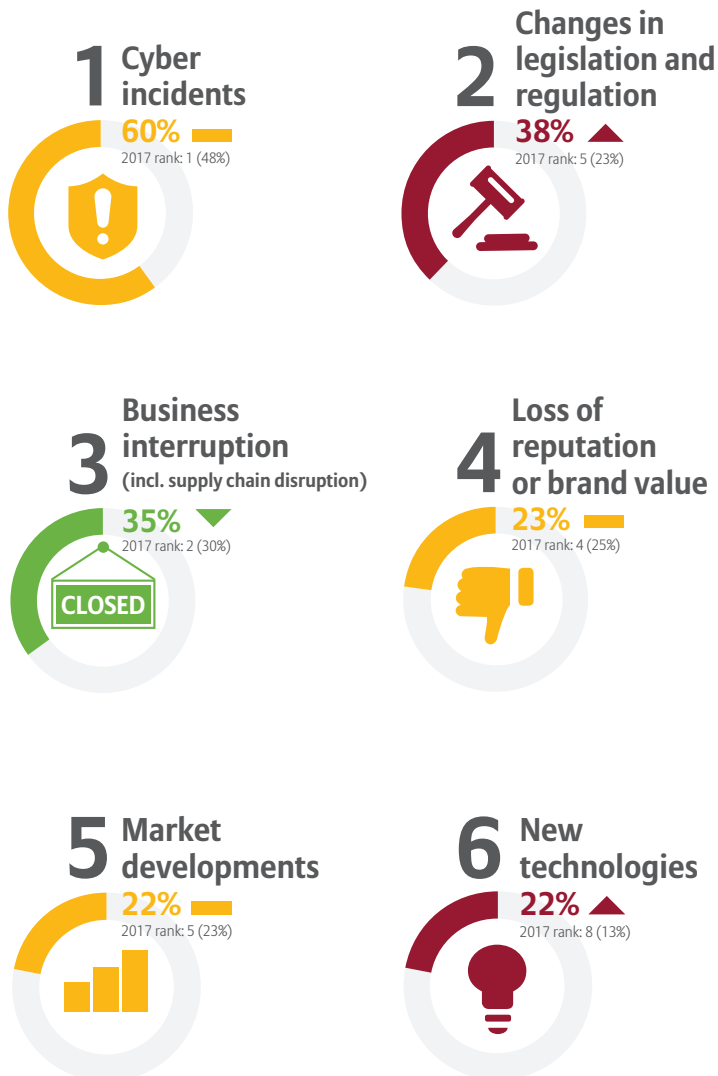 1
Cyber
incidents
60%
2017 rank: 1 (48%)
2
Changes in
legislation and
regulation
38%
2017 rank: 5 (23%)
3
Business
interruption
(incl. supply chain disruption)
35%
2017 rank: 2 (30%)
CLOSED
4
Loss of
reputation
or brand value
23%
2017 rank: 4 (25%)
5
Market
developments
22%
2017 rank: 5 (23%)
6
New
technologies
22%
2017 rank: 8 (13%)